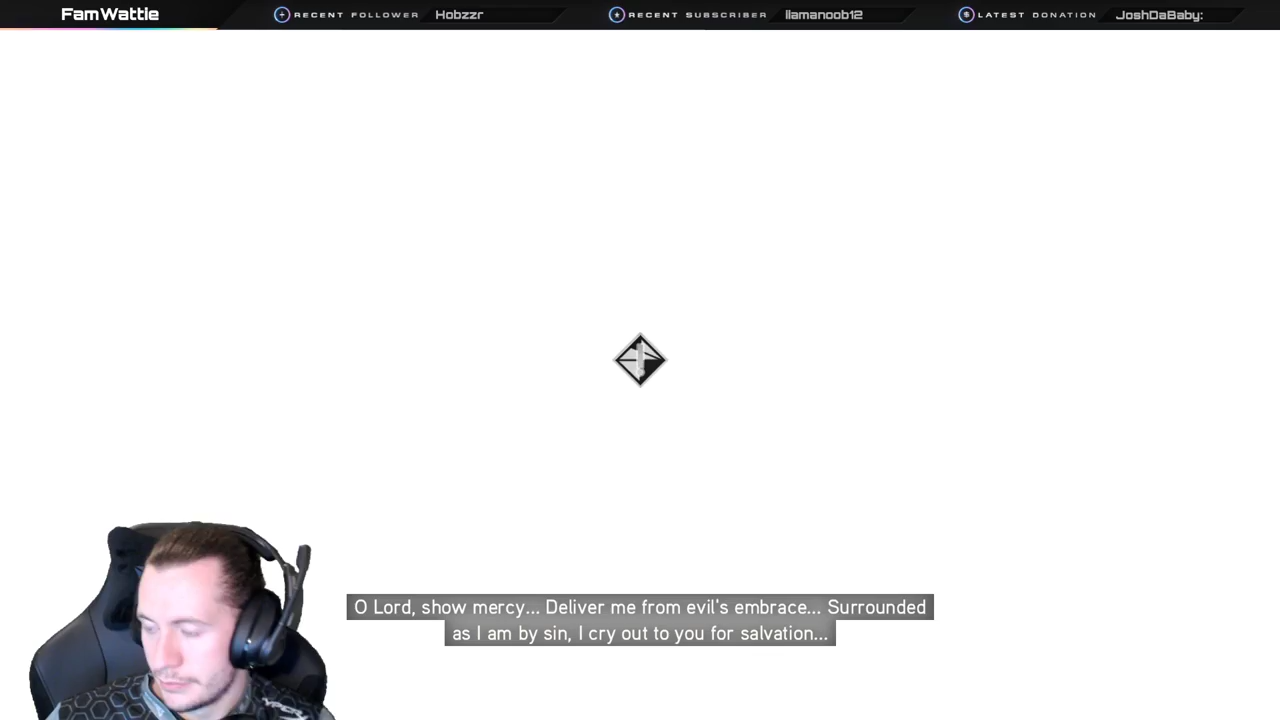 FamWattle
RECENT FOLLOWER Hobzzr
RECENT SUBSCRIBER llamanoob12
LATEST DONATION JoshDaBaby:
O Lord, show mercy... Deliver me from evil's embrace... Surrounded
as I am by sin, I cry out to you for salvation...